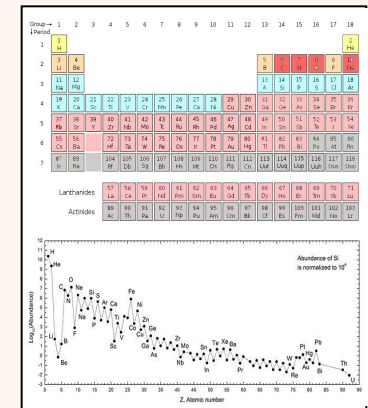 Group → 1 2 3 4 5 6 7 8 9 10 11 12 13 14 15 16 17 18
↓ Period
1 2
1 H He
3 4 5 6 7 8 9 10
2 Li Be B C N O F Ne
11 12 13 14 15 16 17 18
3 Na Mg Al Si P S Cl Ar
19 20 21 22 23 24 25 26 27 28 29 30 31 32 33 34 35 36
4 K Ca Sc Ti V Cr Mn Fe Co Ni Cu Zn Ga Ge As Se Br Kr
37 38 39 40 41 42 43 44 45 46 47 48 49 50 51 52 53 54
5 Rb Sr Y Zr Nb Mo Tc Ru Rh Pd Ag Cd In Sn Sb Te I Xe
55 56 72 73 74 75 76 77 78 79 80 81 82 83 84 85 86
6 Cs Ba Hf Ta W Re Os Ir Pt Au Hg Tl Pb Bi Po At Rn
87 88 104 105 106 107 108 109 110 111 112 113 114 115 116 117 118
7 Fr Ra Rf Db Sg Bh Hs Mt Ds Rg Cn Uut Uuq Uup Uuh Uus Uuo
57 58 59 60 61 62 63 64 65 66 67 68 69 70 71
Lanthanides La Ce Pr Nd Pm Sm Eu Gd Tb Dy Ho Er Tm Yb Lu
89 90 91 92 93 94 95 96 97 98 99 100 101 102 103
Actinides Ac Th Pa U Np Pu Am Cm Bk Cf Es Fm Md No Lr
Abundance of Si
is normalized to 10⁶
Log₁₀(Abundance)
12 11 10 9 8 7 6 5 4 3 2 1 0 -1 -2 -3
H He Li Be B C N O F Ne Na Mg Al Si P S Ar Ca Sc Ti V Cr Fe Co Ni Cu Zn Ga Ge As Zr Nb Mo Sn In Te Sb Xe Ba Pr W Re Pt Au Hg Pb Bi Th U
0 5 10 15 20 25 30 35 40 45 50 55 60 65 70 75 80 85 90 95
Z, Atomic number